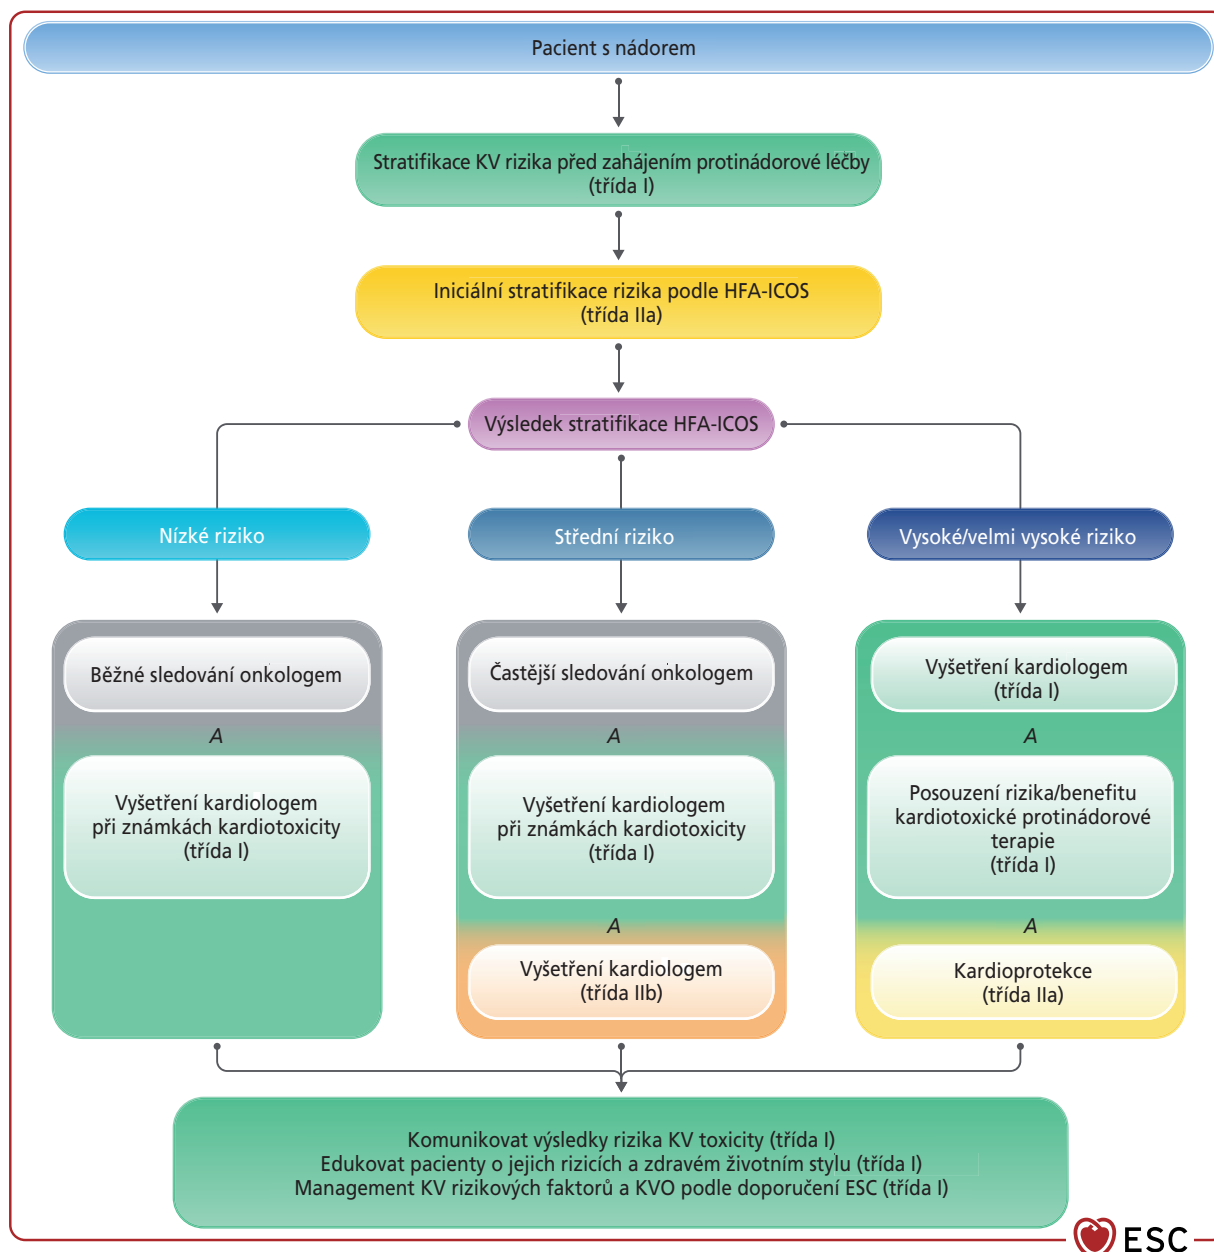 Pacient s nádorem
Stratifikace KV rizika před zahájením protinádorové léčby
(třída I)
Iniciální stratifikace rizika podle HFA-ICOS
(třída IIa)
Výsledek stratifikace HFA-ICOS
Nízké riziko
Střední riziko
Vysoké/velmi vysoké riziko
Běžné sledování onkologem
A
Vyšetření kardiologem
při známkách kardiotoxicity
(třída I)
Častější sledování onkologem
A
Vyšetření kardiologem
při známkách kardiotoxicity
(třída I)
A
Vyšetření kardiologem
(třída IIb)
Vyšetření kardiologem
(třída I)
A
Posouzení rizika/benefitu
kardiotoxické protinádorové
terapie
(třída I)
A
Kardioprotekce
(třída IIa)
Komunikovat výsledky rizika KV toxicity (třída I)
Edukovat pacienty o jejich rizicích a zdravém životním stylu (třída I)
Management KV rizikových faktorů a KVO podle doporučení ESC (třída I)
ESC